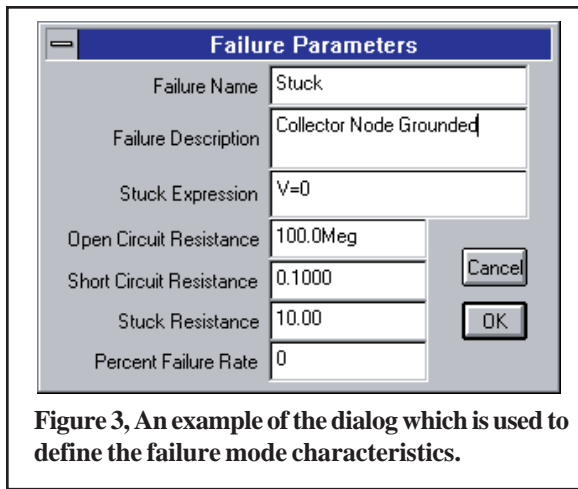 Failure Parameters
Failure Name Stuck
Failure Description Collector Node Grounded
Stuck Expression V=0
Open Circuit Resistance 100.0Meg
Short Circuit Resistance 0.1000
Cancel
Stuck Resistance 10.00
OK
Percent Failure Rate 0
Figure 3, An example of the dialog which is used to
define the failure mode characteristics.